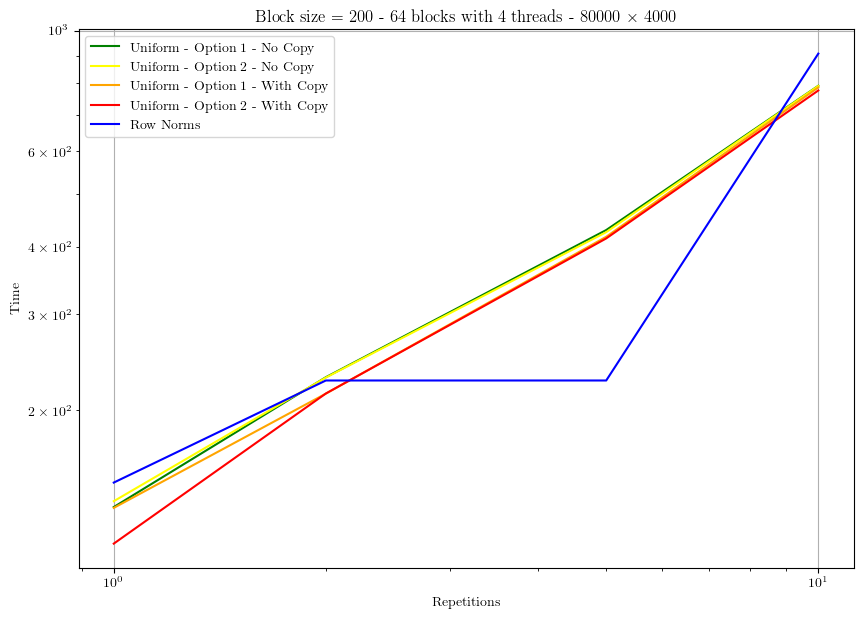 Block size = 200 - 64 blocks with 4 threads - 80000 × 4000
10³
Uniform - Option 1 - No Copy
Uniform - Option 2 - No Copy
Uniform - Option 1 - With Copy
Uniform - Option 2 - With Copy
Row Norms
6 × 10²
4 × 10²
3 × 10²
2 × 10²
Time
10⁰
10¹
Repetitions